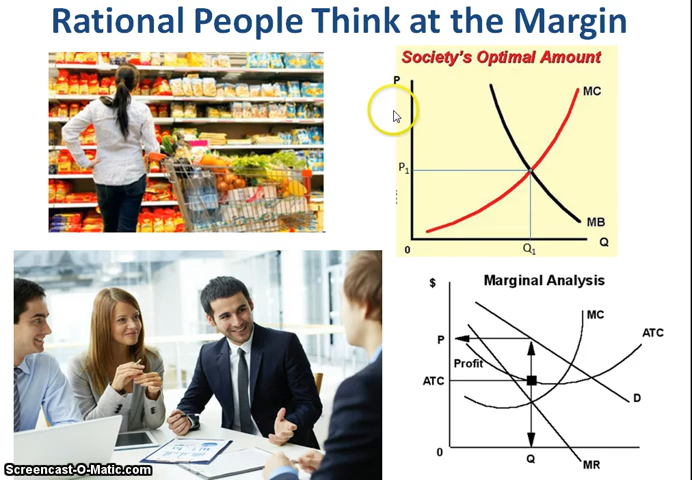 Rational People Think at the Margin
Society's Optimal Amount
P
MC
P1
MB
0
Q1
Q
Marginal Analysis
$
MC
ATC
P
Profit
ATC
D
0
Q
MR
Screencast-O-Matic.com